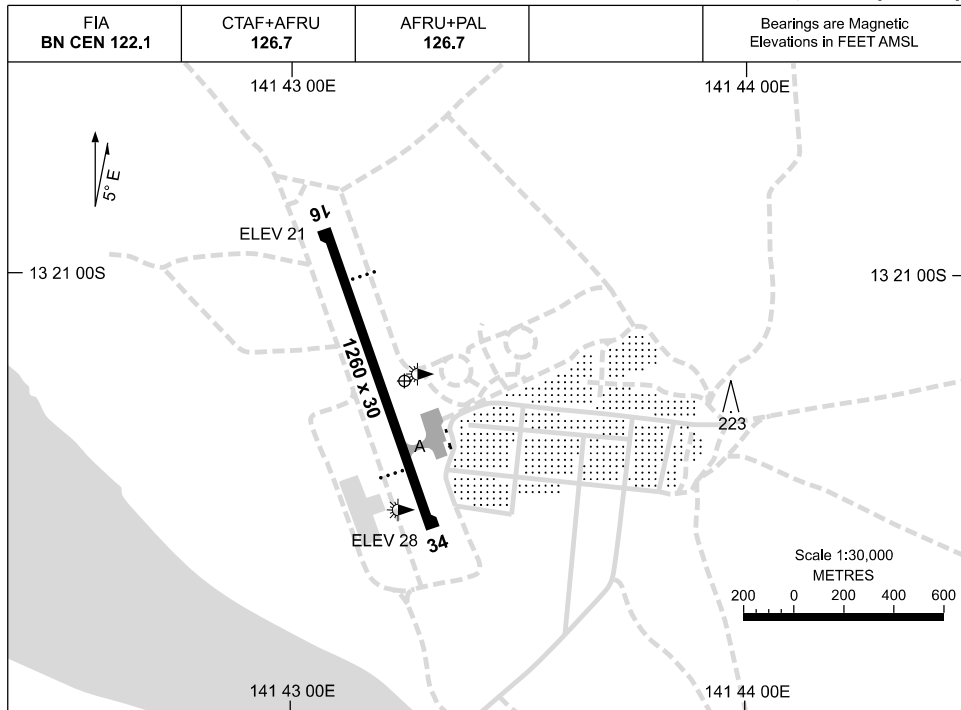 FIA
BN CEN 122.1
CTAF+AFRU
126.7
AFRU+PAL
126.7
Bearings are Magnetic
Elevations in FEET AMSL
141 43 00E
141 44 00E
5° E
16
ELEV 21
13 21 00S
13 21 00S
1260 x 30
223
A
ELEV 28
34
Scale 1:30,000
METRES
200 0 200 400 600
141 43 00E
141 44 00E